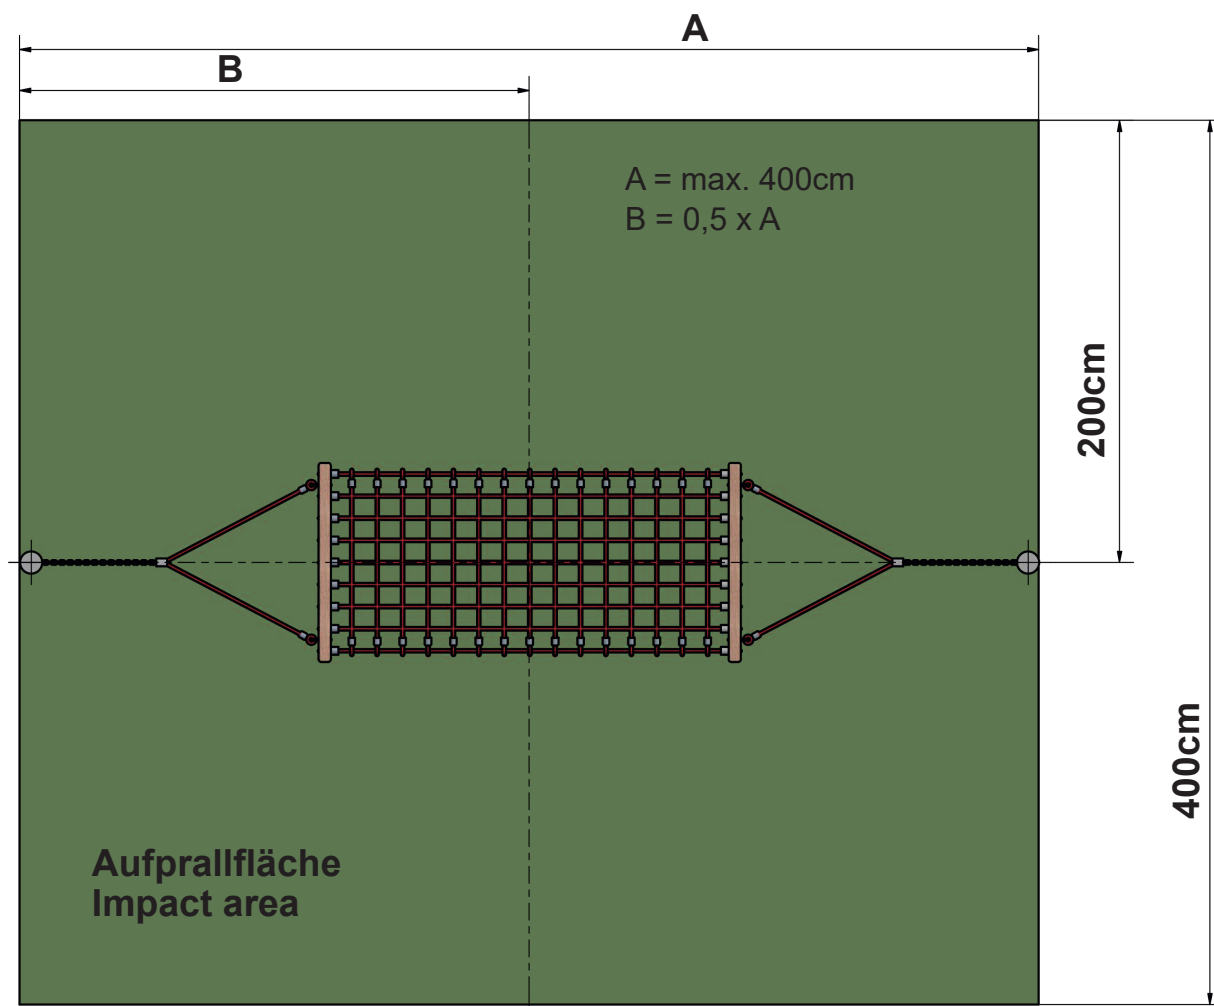 A
B
A = max. 400cm
B = 0,5 x A
200cm
400cm
Aufprallfläche
Impact area